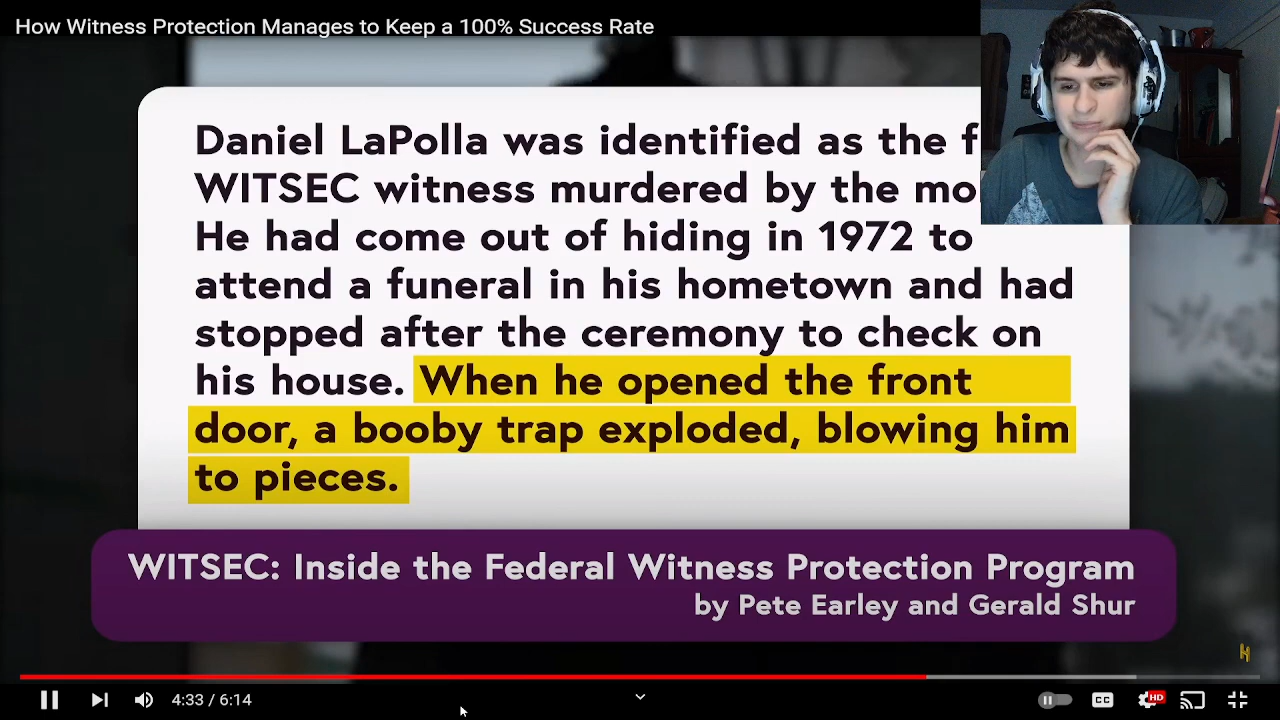 How Witness Protection Manages to Keep a 100% Success Rate
Daniel LaPolla was identified as the
WITSEC witness murdered by the
He had come out of hiding in 1972 to
attend a funeral in his hometown and had
stopped after the ceremony to check on
his house. When he opened the front
door, a booby trap exploded, blowing him
to pieces.
WITSEC: Inside the Federal Witness Protection Program
by Pete Earley and Gerald Shur
4:33 / 6:14
CC
HD